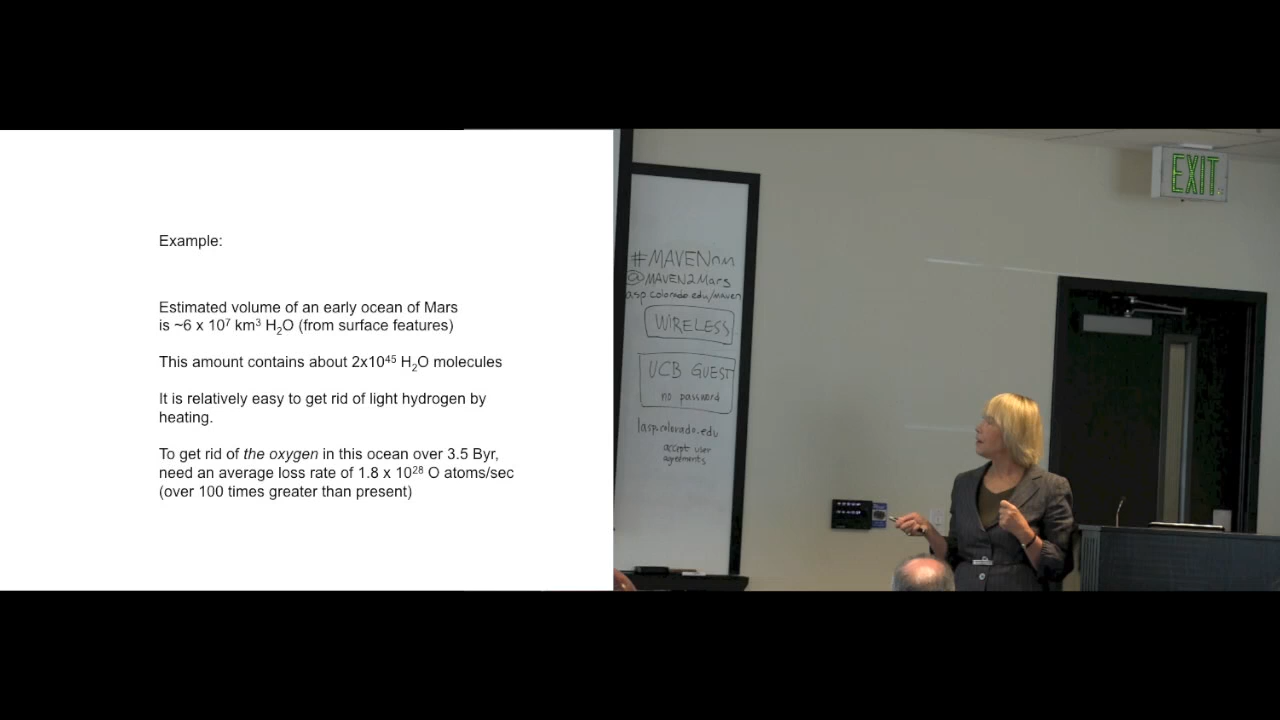 Example:
Estimated volume of an early ocean of Mars
is ~6 x 10⁷ km³ H₂O (from surface features)
This amount contains about 2x10⁴⁵ H₂O molecules
It is relatively easy to get rid of light hydrogen by
heating.
To get rid of the oxygen in this ocean over 3.5 Byr,
need an average loss rate of 1.8 x 10²⁸ O atoms/sec
(over 100 times greater than present)
#MAVENnm
@MAVEN2Mars
asp.colorado.edu/maven
WIRELESS
UCB GUEST
no password
lasp.colorado.edu
accept user
agreements
EXIT